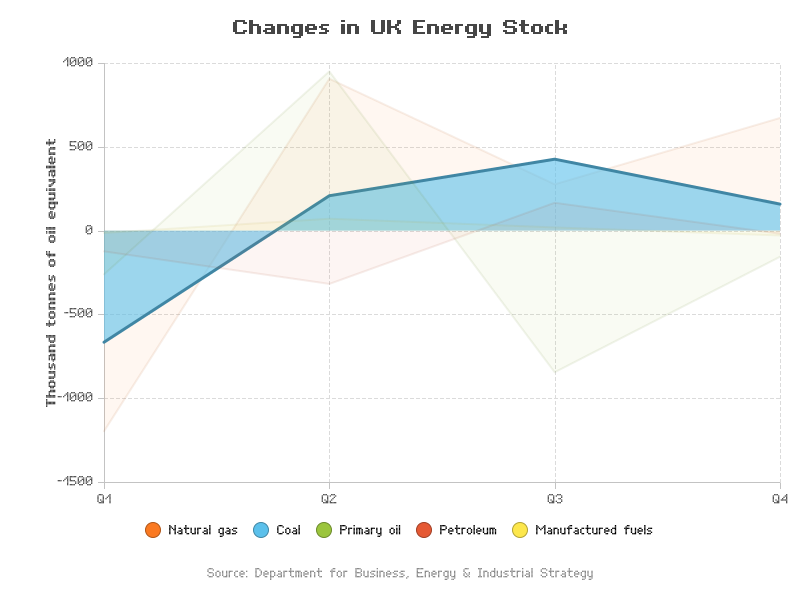 Changes in UK Energy Stock
Thousand tonnes of oil equivalent
1000
500
0
-500
-1000
-1500
Q1 Q2 Q3 Q4
Natural gas Coal Primary oil Petroleum Manufactured fuels
Source: Department for Business, Energy & Industrial Strategy